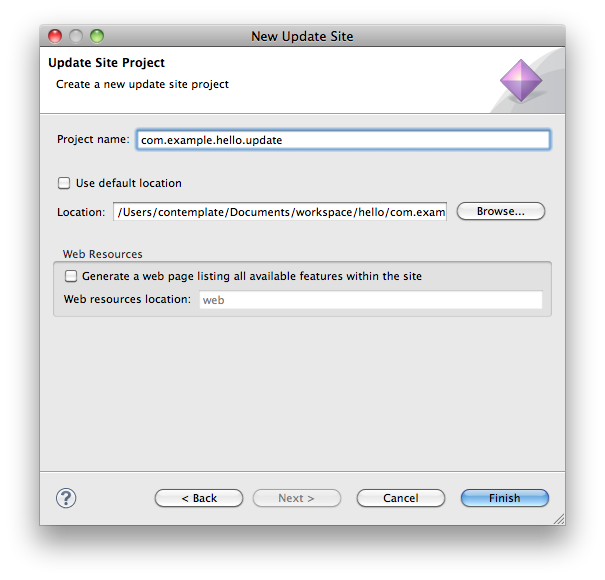 New Update Site
Update Site Project
Create a new update site project
Project name: com.example.hello.update
Use default location
Location: /Users/contemplate/Documents/workspace/hello/com.exam Browse...
Web Resources
Generate a web page listing all available features within the site
Web resources location: web
? < Back Next > Cancel Finish